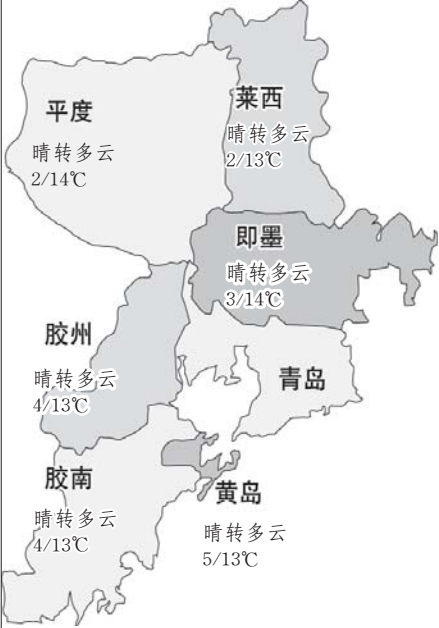 莱西
晴转多云
2/13℃
平度
晴转多云
2/14℃
即墨
晴转多云
3/14℃
胶州
晴转多云
4/13℃
青岛
胶南
晴转多云
4/13℃
黄岛
晴转多云
5/13℃